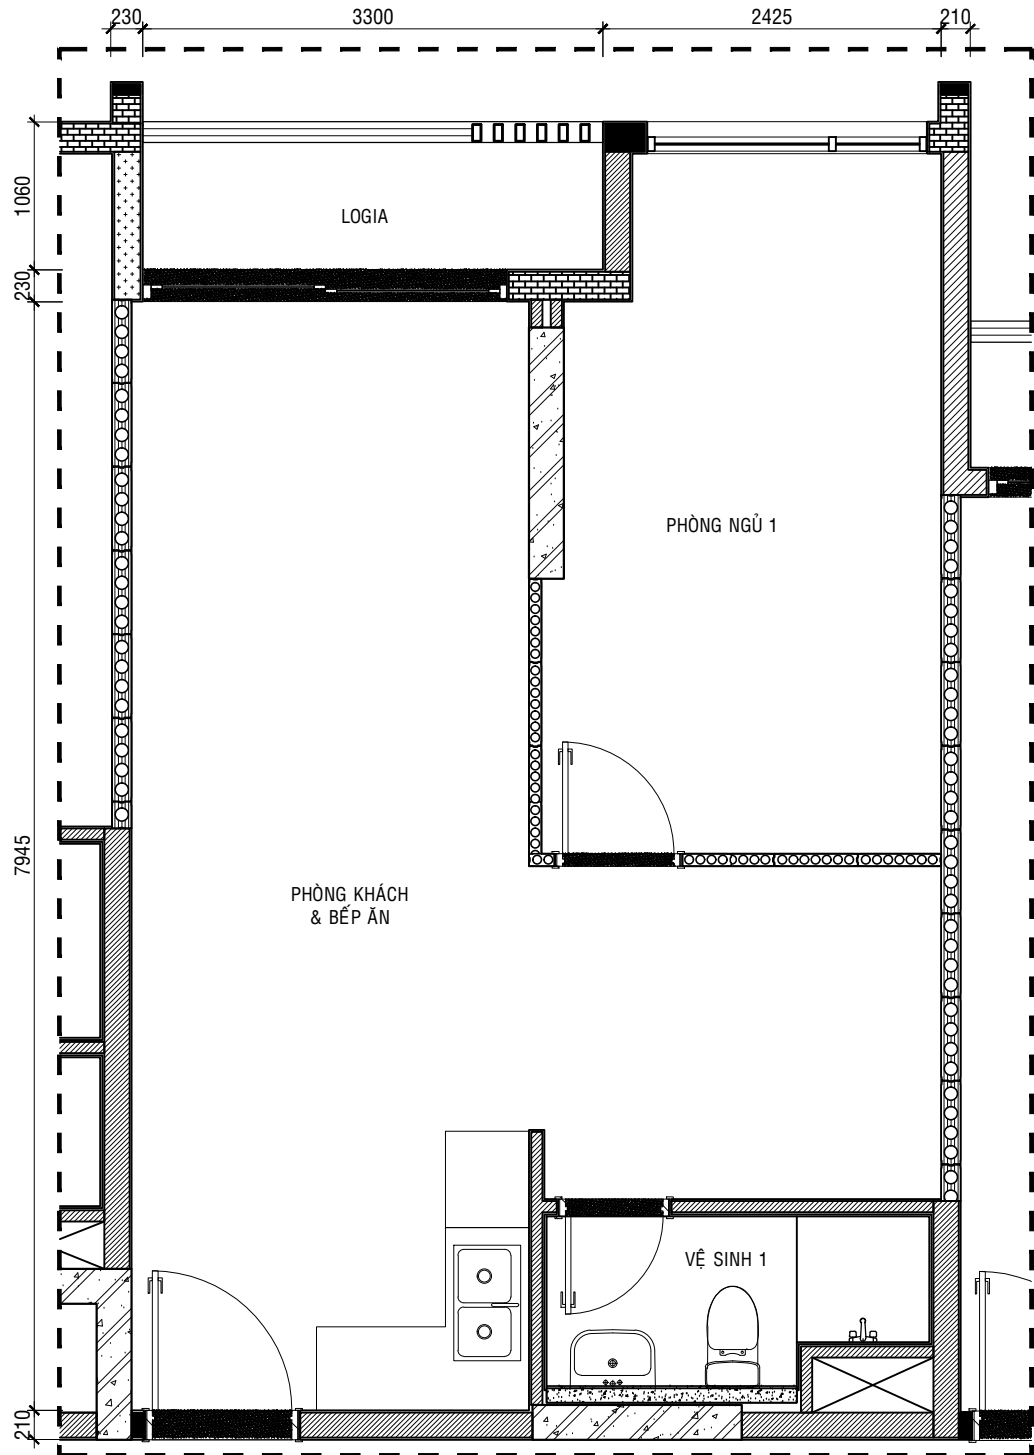 230
3300
2425
210
1060
LOGIA
230
PHÒNG NGỦ 1
7945
PHÒNG KHÁCH
& BẾP ĂN
VỆ SINH 1
210